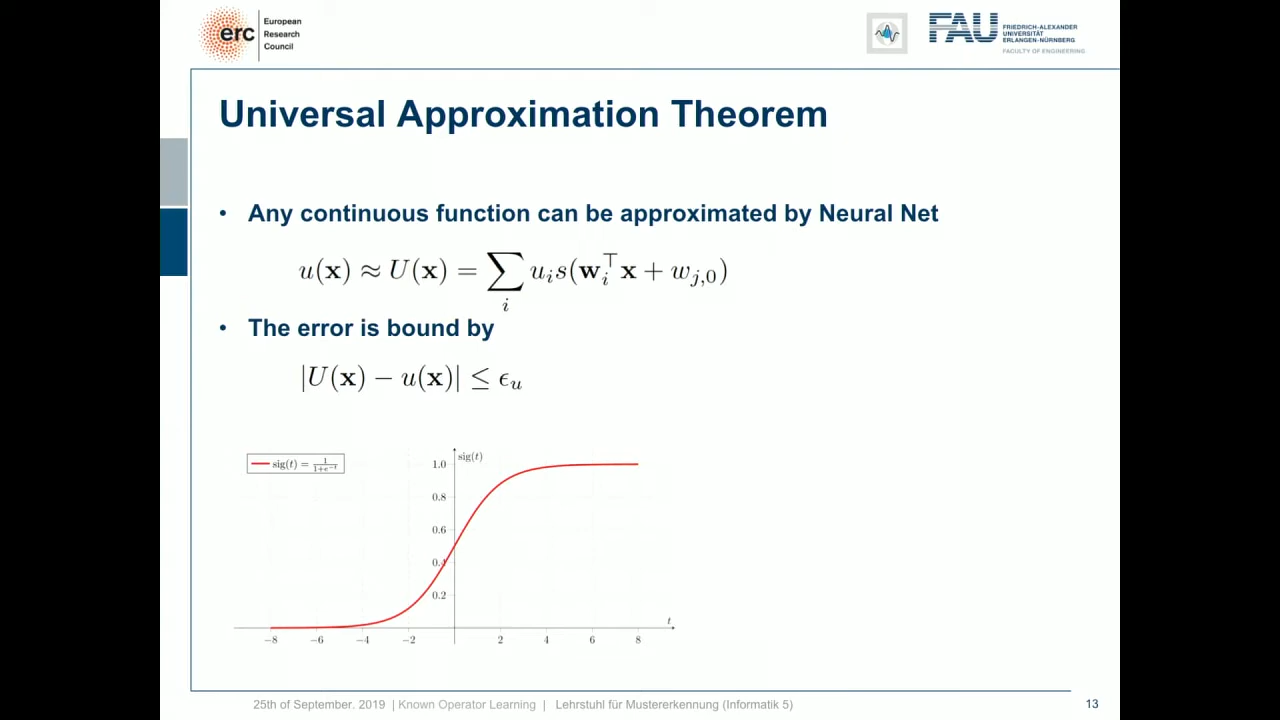 erc
European
Research
Council
FAU
FRIEDRICH-ALEXANDER
UNIVERSITÄT
ERLANGEN-NÜRNBERG
FACULTY OF ENGINEERING
Universal Approximation Theorem
• Any continuous function can be approximated by Neural Net
u(x) ≈ U(x) = ∑_i u_i s(w_i^⊤ x + w_{j,0})
• The error is bound by
|U(x) − u(x)| ≤ ϵ_u
sig(t) = 1/(1+e^{−t})
sig(t)
1.0
0.8
0.6
0.4
0.2
t
−8 −6 −4 −2 2 4 6 8
25th of September. 2019 | Known Operator Learning | Lehrstuhl für Mustererkennung (Informatik 5)
13